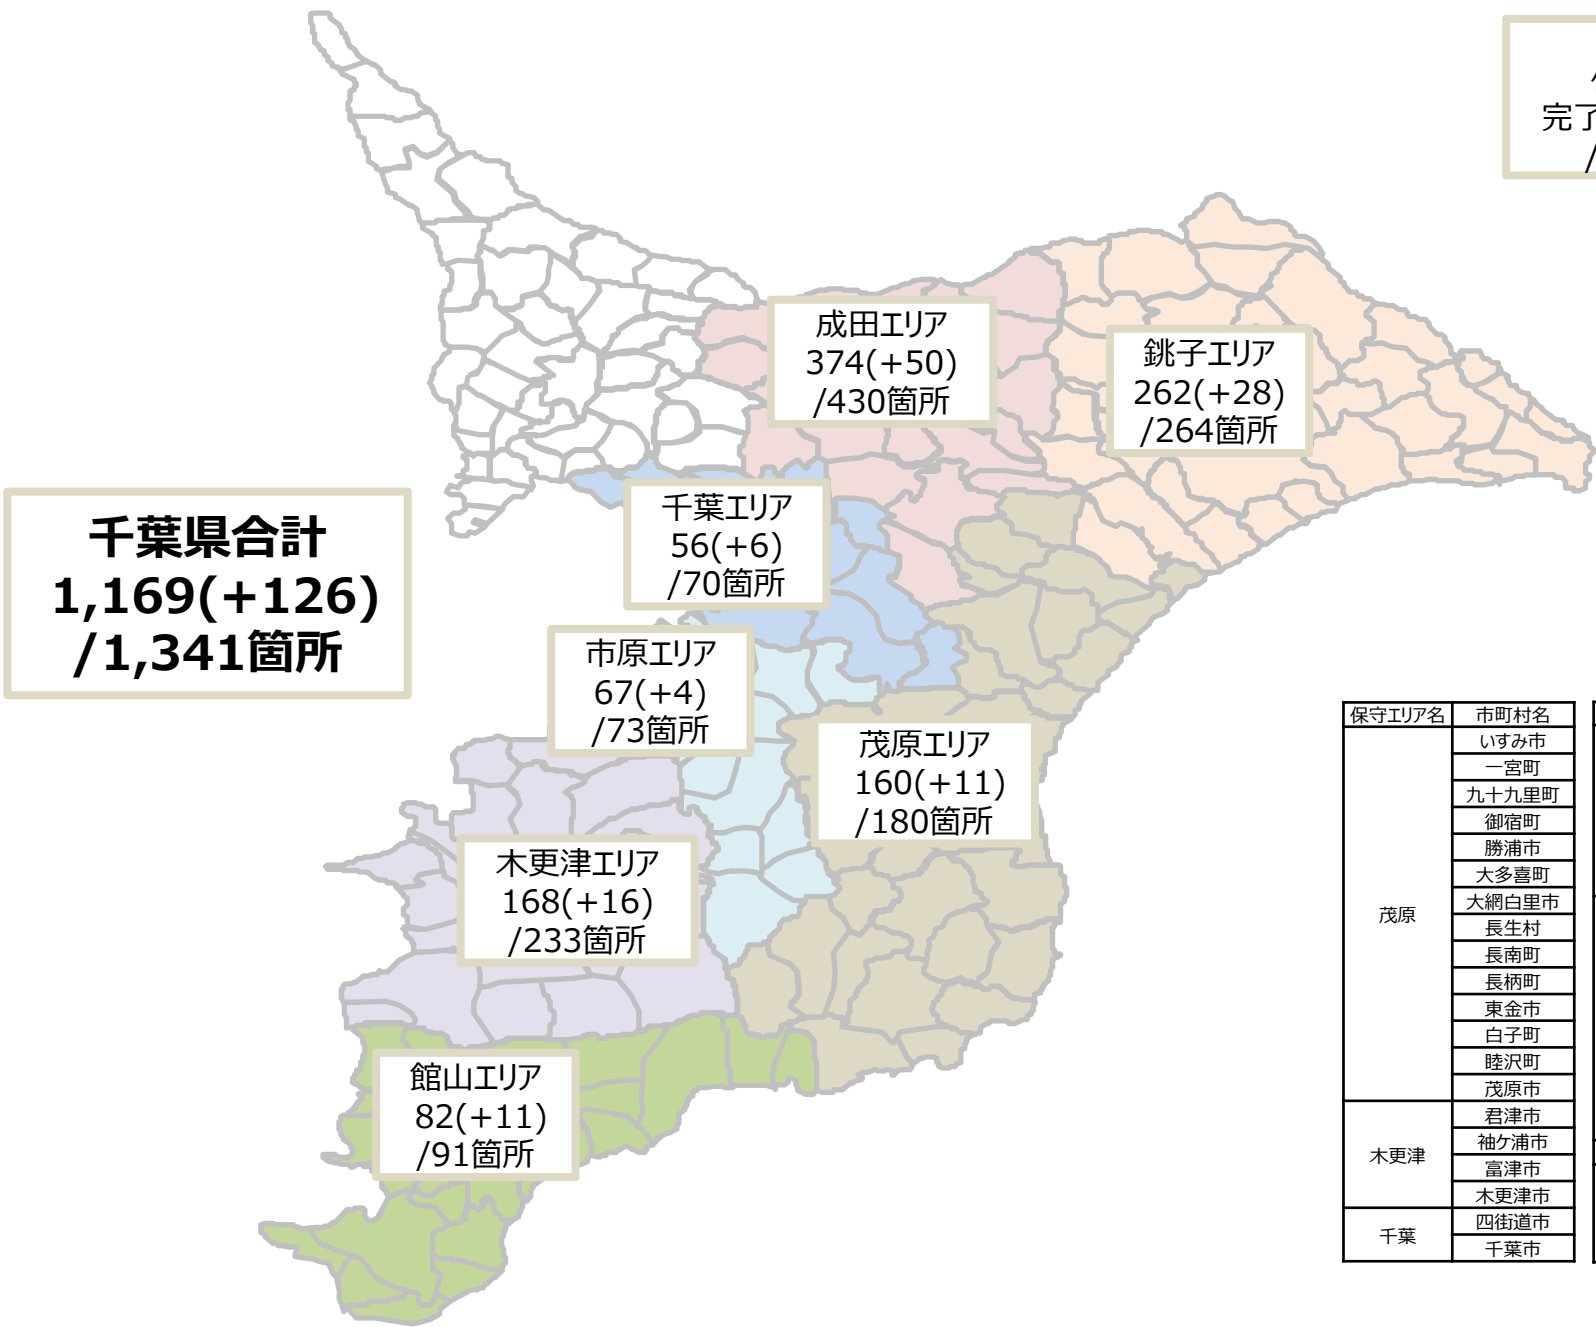 完了
/
成田エリア
374(+50)
/430箇所
銚子エリア
262(+28)
/264箇所
千葉エリア
56(+6)
/70箇所
千葉県合計
1,169(+126)
/1,341箇所
市原エリア
67(+4)
/73箇所
茂原エリア
160(+11)
/180箇所
木更津エリア
168(+16)
/233箇所
館山エリア
82(+11)
/91箇所
保守エリア名 市町村名
茂原
いすみ市
一宮町
九十九里町
御宿町
勝浦市
大多喜町
大網白里市
長生村
長南町
長柄町
東金市
白子町
睦沢町
茂原市
木更津
君津市
袖ケ浦市
富津市
木更津市
千葉
四街道市
千葉市